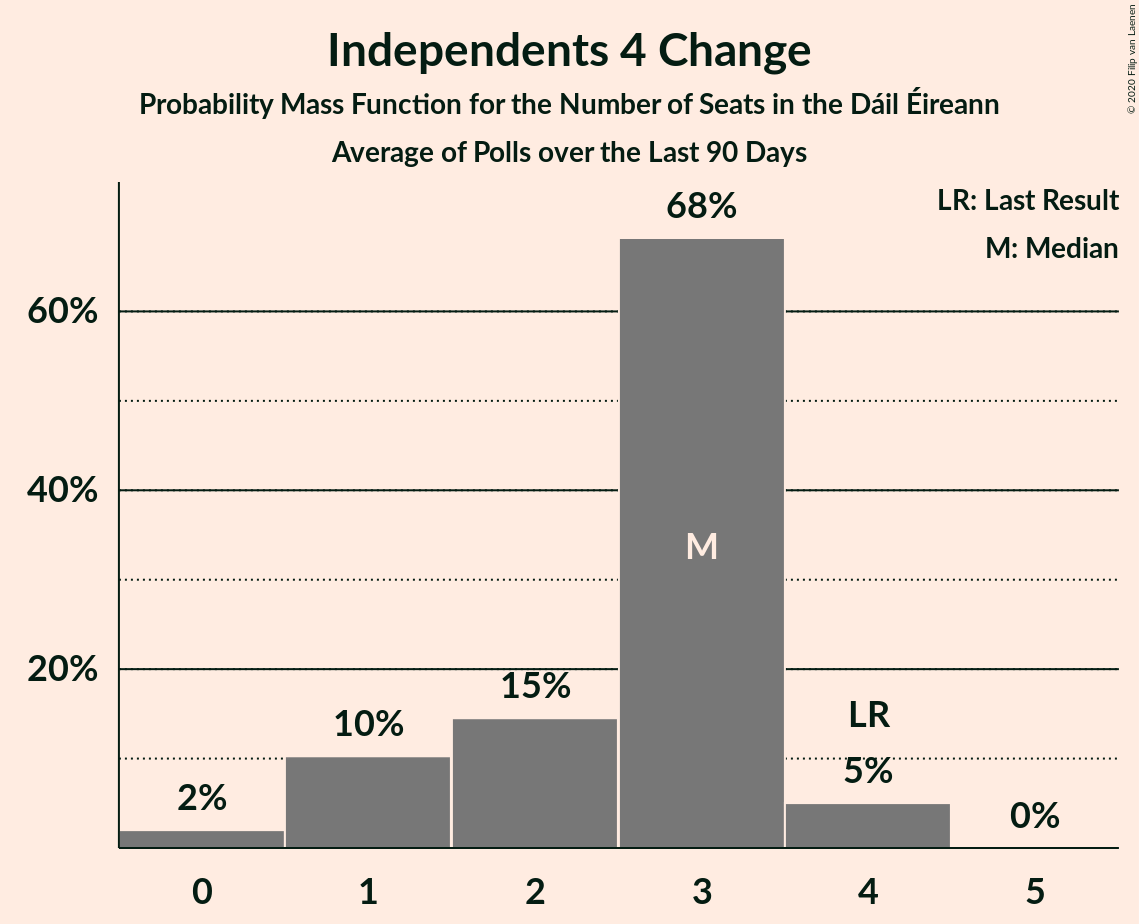 Independents 4 Change
Probability Mass Function for the Number of Seats in the Dáil Éireann
Average of Polls over the Last 90 Days
© 2020 Filip van Laenen
LR: Last Result
M: Median
68%
60%
40%
20%
M
15%
10%
LR
5%
2%
0%
0 1 2 3 4 5